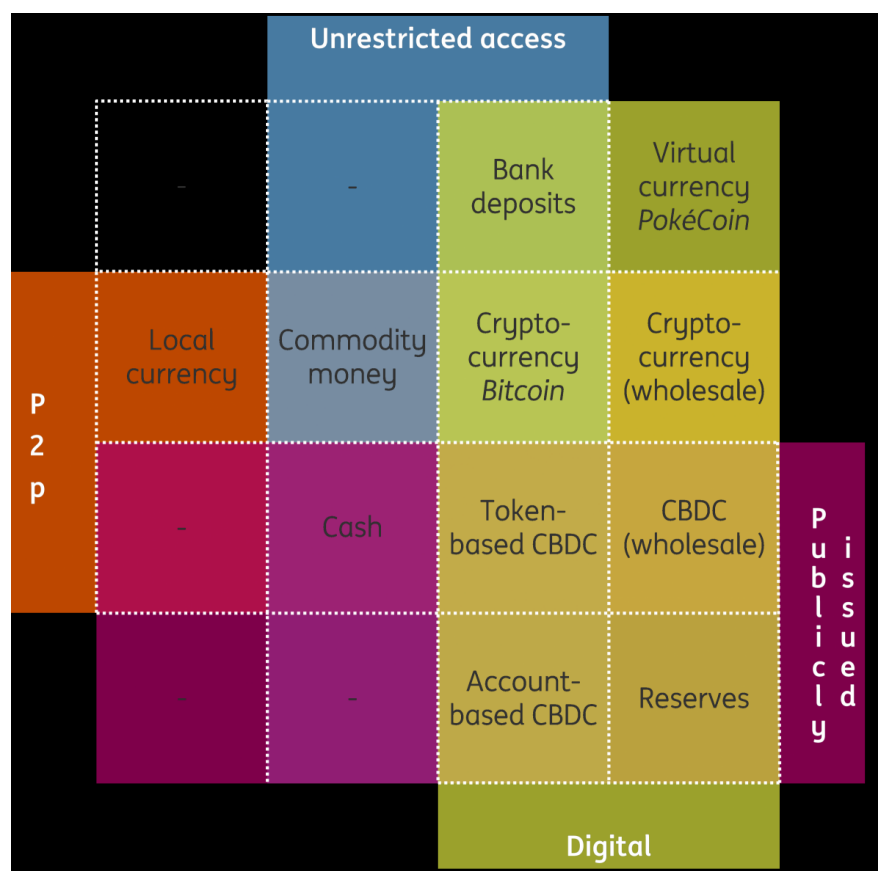 Unrestricted access
-
-
Bank
deposits
Virtual
currency
PokéCoin
P2p
Local
currency
Commodity
money
Crypto-
currency
Bitcoin
Crypto-
currency
(wholesale)
-
Cash
Token-
based CBDC
CBDC
(wholesale)
Publicly
issued
-
-
Account-
based CBDC
Reserves
Digital